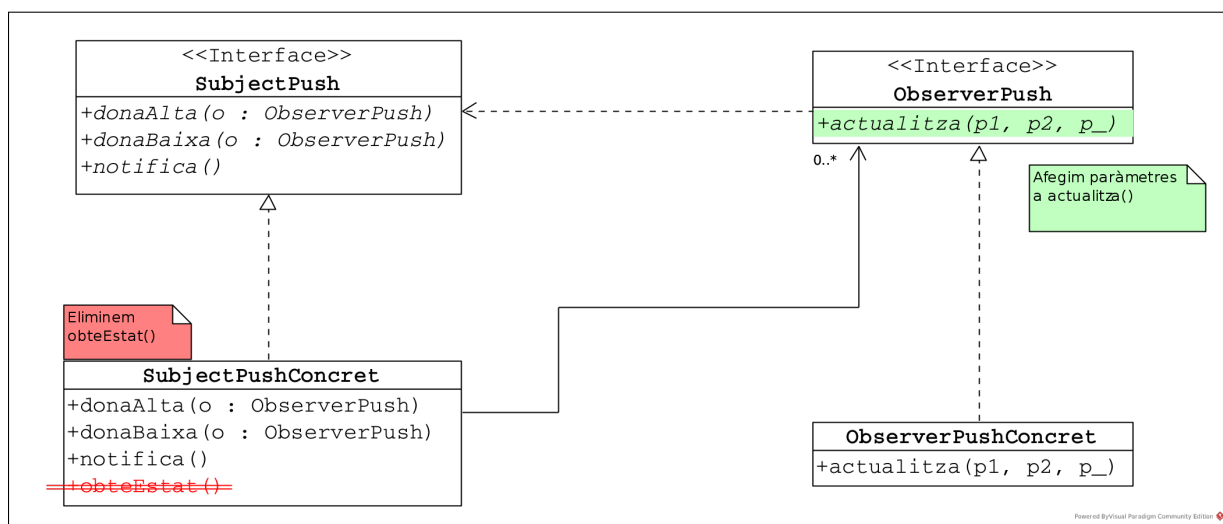 <<Interface>>
SubjectPush
+donaAlta(o : ObserverPush)
+donaBaixa(o : ObserverPush)
+notifica()
<<Interface>>
ObserverPush
+actualitza(p1, p2, p_)
0..*
Afegim paràmetres
a actualitza()
Eliminem
obteEstat()
SubjectPushConcret
+donaAlta(o : ObserverPush)
+donaBaixa(o : ObserverPush)
+notifica()
+obteEstat()
ObserverPushConcret
+actualitza(p1, p2, p_)
Powered ByVisual Paradigm Community Edition